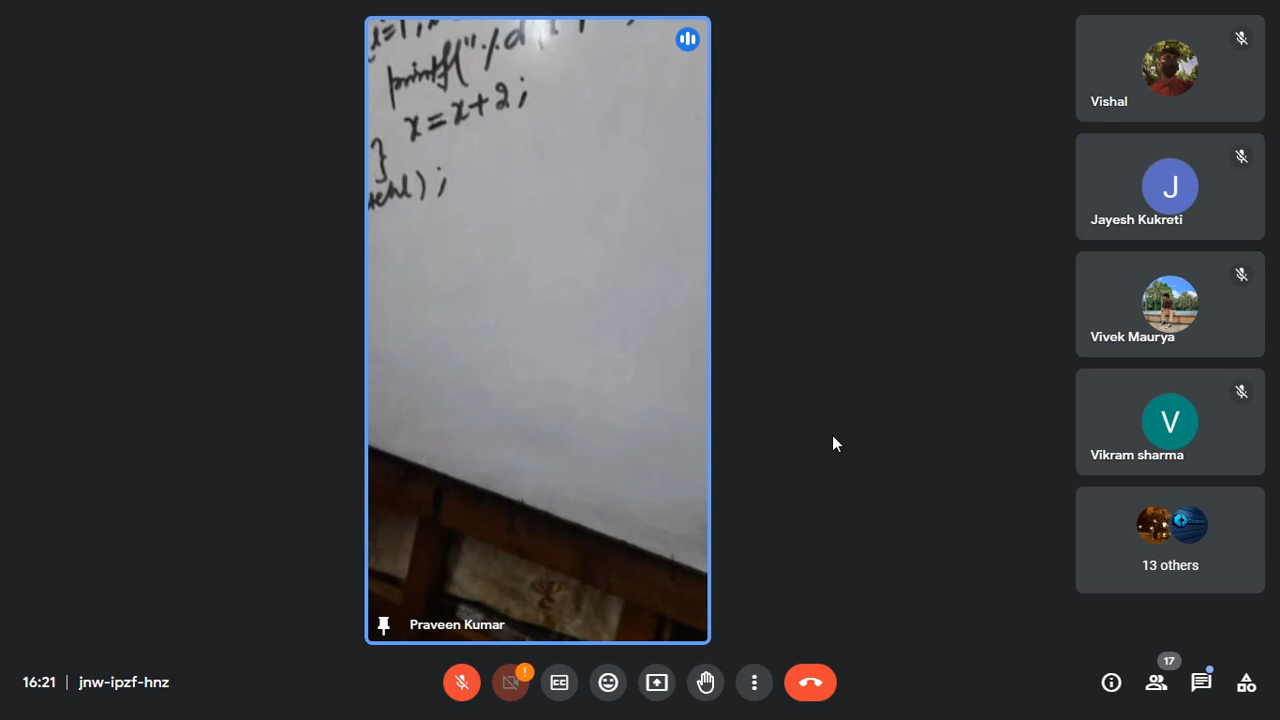 printf("%d
x=x+2;
}
);
Praveen Kumar
Vishal
J
Jayesh Kukreti
Vivek Maurya
V
Vikram sharma
13 others
16:21 | jnw-ipzf-hnz
!
CC
17